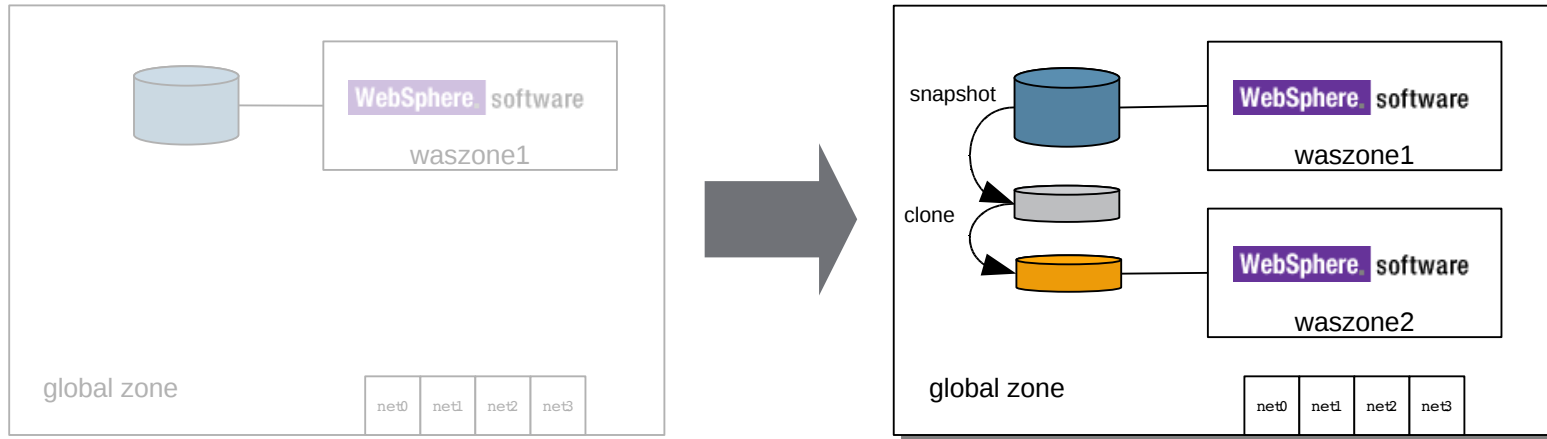 WebSphere. software
waszone1
global zone
net0 net1 net2 net3
snapshot
WebSphere. software
waszone1
clone
WebSphere. software
waszone2
global zone
net0 net1 net2 net3